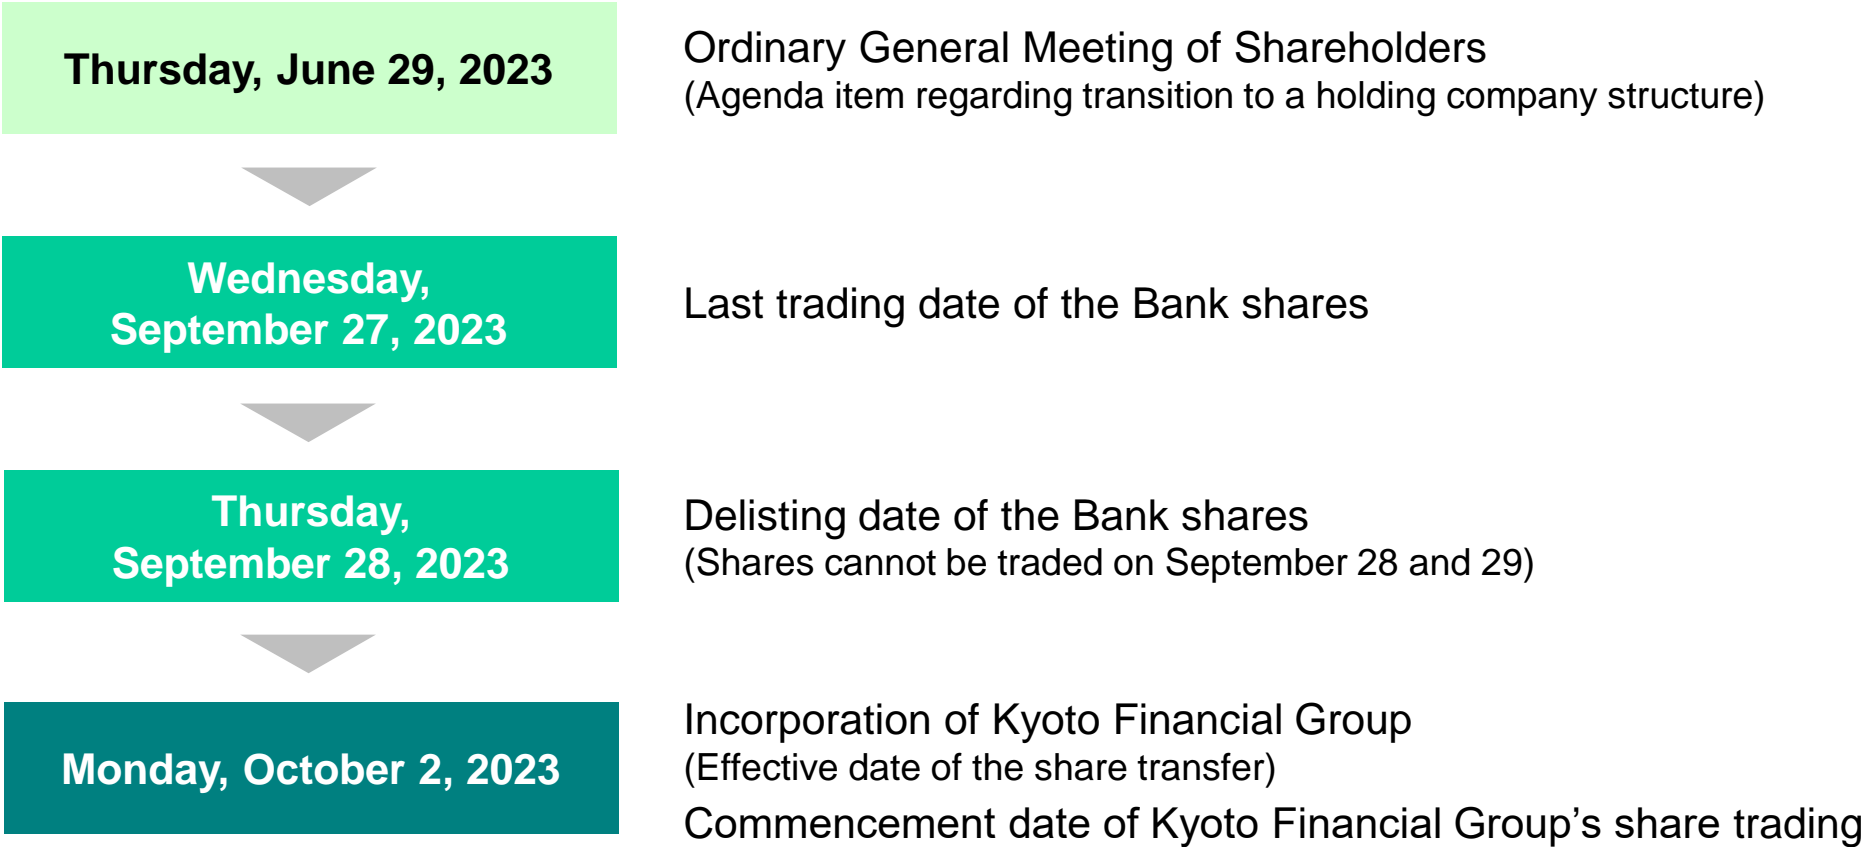 Thursday, June 29, 2023
Ordinary General Meeting of Shareholders
(Agenda item regarding transition to a holding company structure)
Wednesday,
September 27, 2023
Last trading date of the Bank shares
Thursday,
September 28, 2023
Delisting date of the Bank shares
(Shares cannot be traded on September 28 and 29)
Monday, October 2, 2023
Incorporation of Kyoto Financial Group
(Effective date of the share transfer)
Commencement date of Kyoto Financial Group’s share trading